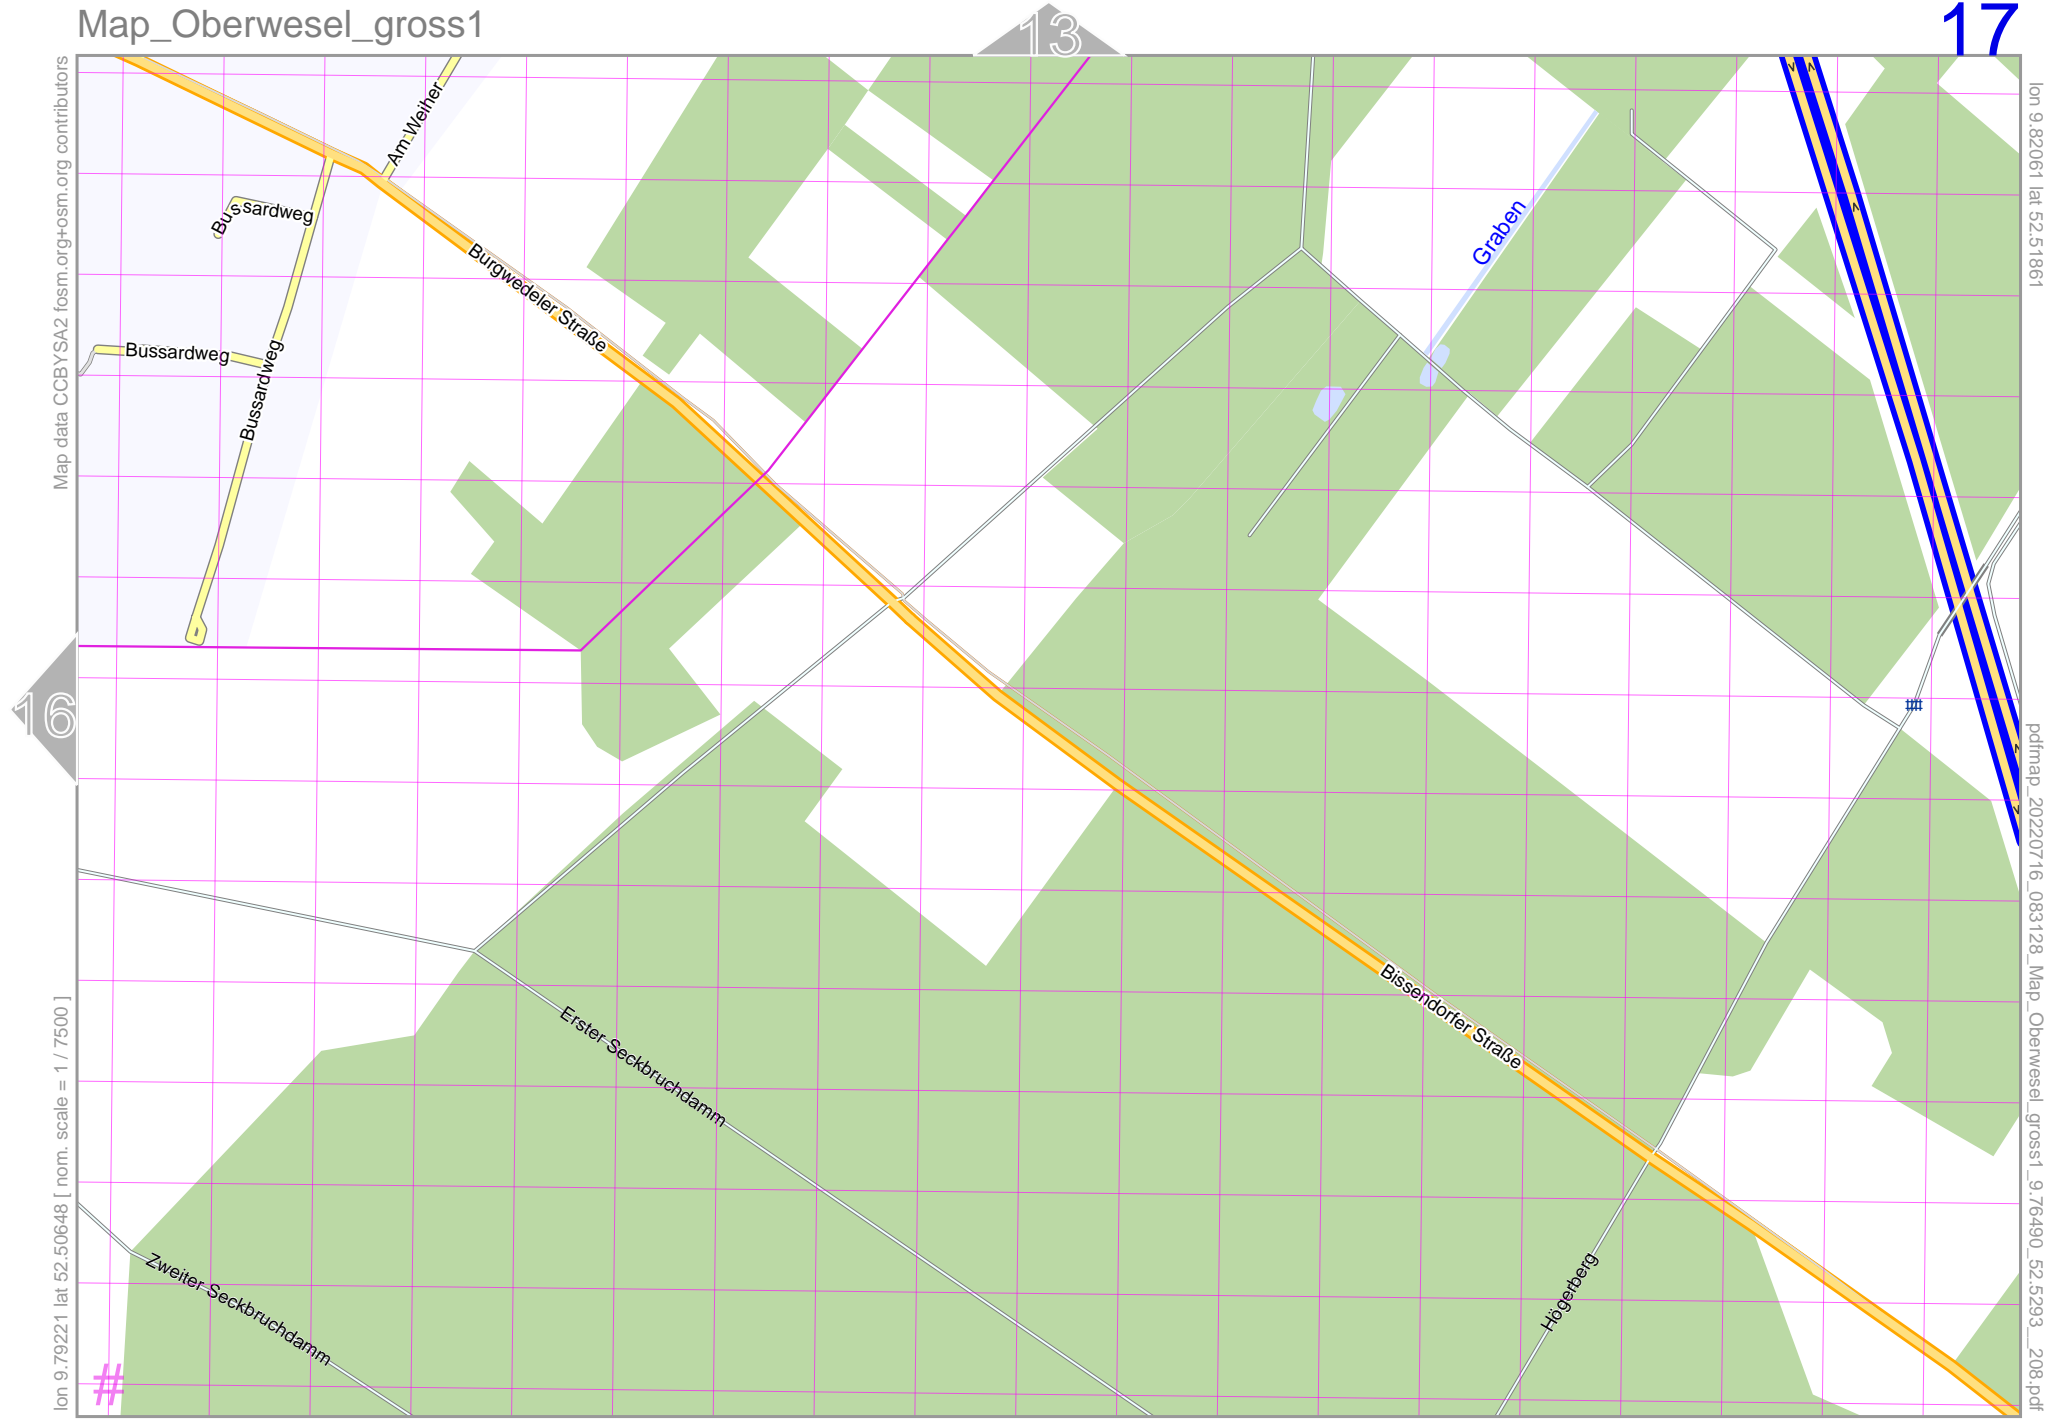 Map_Oberwesel_gross1
13
17
Map data CCBYSA2 fosm.org+osm.org contributors
lon 9.82061 lat 52.51861
Am Weiher
Bussardweg
Graben
Burgwedeler Straße
Bussardweg
Bussardweg
16
pdfmap_20220716_083128_Map_Oberwesel_gross1_9.76490_52.5293__208.pdf
lon 9.79221 lat 52.50648 [ nom. scale = 1 / 7500 ]
Bissendorfer Straße
Erster Seckbruchdamm
Högerberg
Zweiter Seckbruchdamm
#